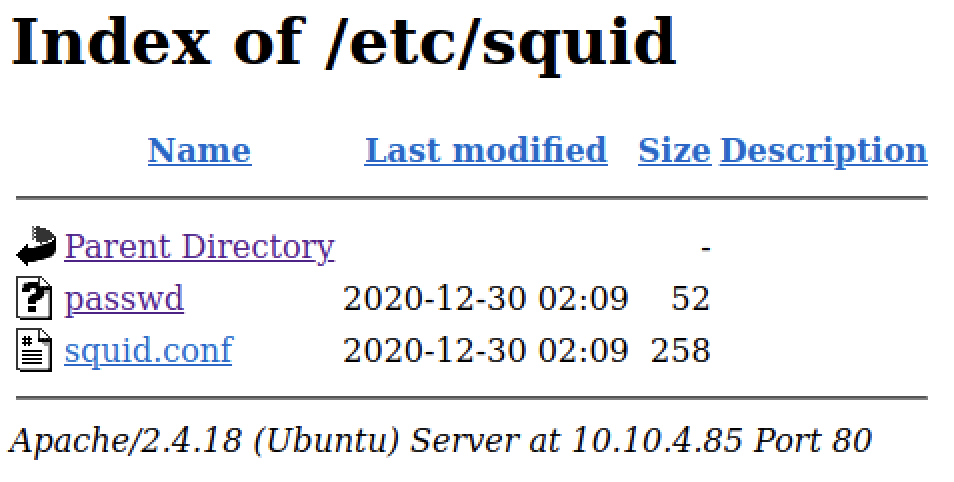 Index of /etc/squid
Name Last modified Size Description
Parent Directory -
passwd 2020-12-30 02:09 52
squid.conf 2020-12-30 02:09 258
Apache/2.4.18 (Ubuntu) Server at 10.10.4.85 Port 80